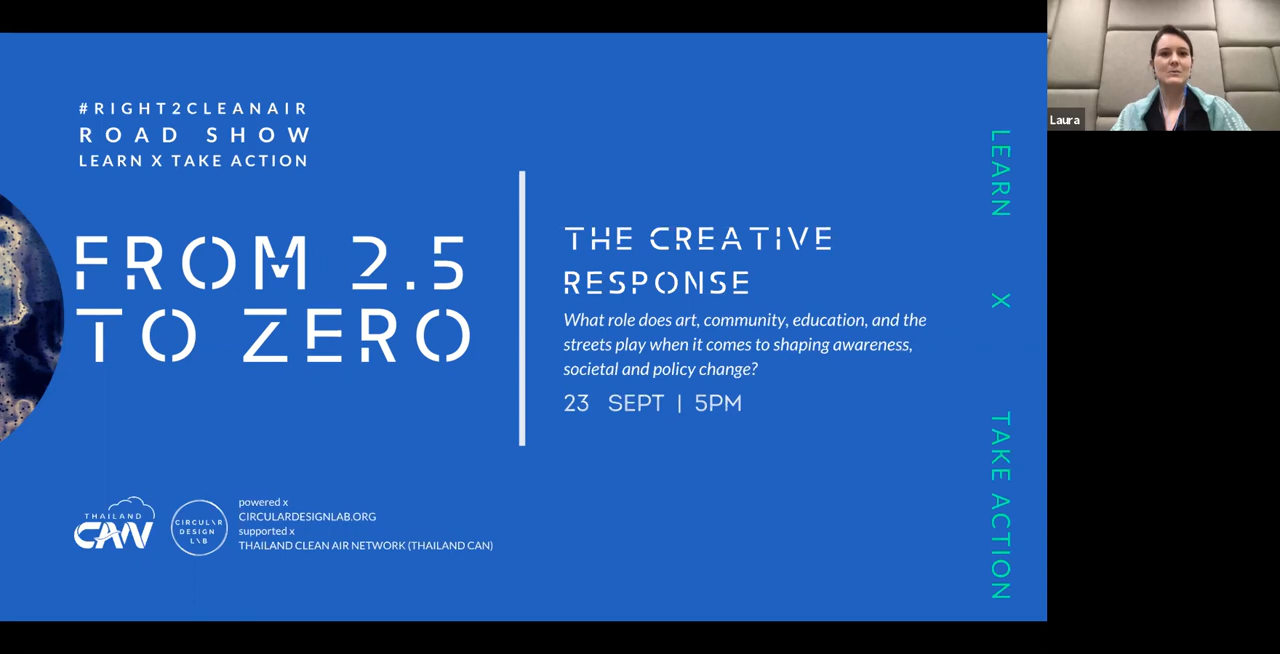 #RIGHT2CLEANAIR
ROAD SHOW
LEARN X TAKE ACTION
FROM 2.5
TO ZERO
THE CREATIVE
RESPONSE
What role does art, community, education, and the
streets play when it comes to shaping awareness,
societal and policy change?
23 SEPT | 5PM
LEARN X TAKE ACTION
THAILAND
CAN
CIRCULAR
DESIGN
LAB
powered x
CIRCULARDESIGNLAB.ORG
supported x
THAILAND CLEAN AIR NETWORK (THAILAND CAN)
Laura